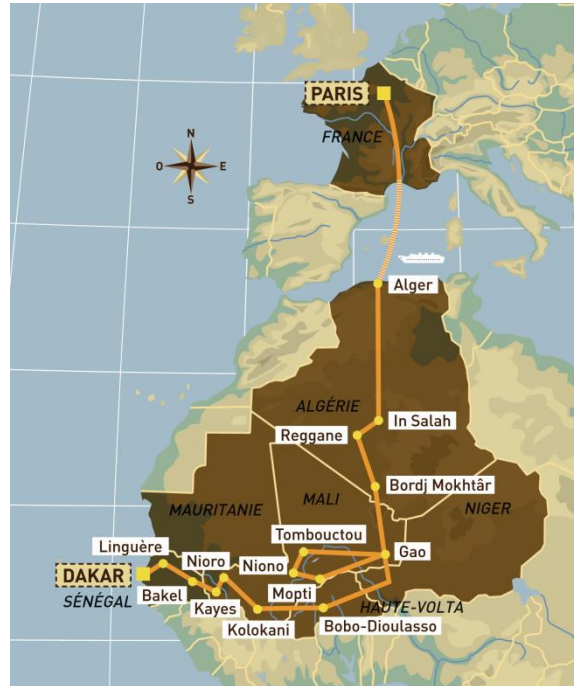 PARIS
FRANCE
N
O
E
S
Alger
ALGÉRIE
In Salah
Reggane
Bordj Mokhtâr
MAURITANIE
MALI
NIGER
Tombouctou
Linguère
Nioro
Niono
Gao
DAKAR
SÉNÉGAL
Bakel
Kayes
Mopti
HAUTE-VOLTA
Kolokani
Bobo-Dioulasso